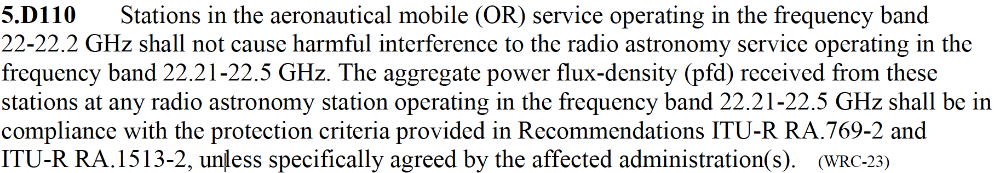 5.D110 Stations in the aeronautical mobile (OR) service operating in the frequency band
22-22.2 GHz shall not cause harmful interference to the radio astronomy service operating in the
frequency band 22.21-22.5 GHz. The aggregate power flux-density (pfd) received from these
stations at any radio astronomy station operating in the frequency band 22.21-22.5 GHz shall be in
compliance with the protection criteria provided in Recommendations ITU-R RA.769-2 and
ITU-R RA.1513-2, unless specifically agreed by the affected administration(s). (WRC-23)